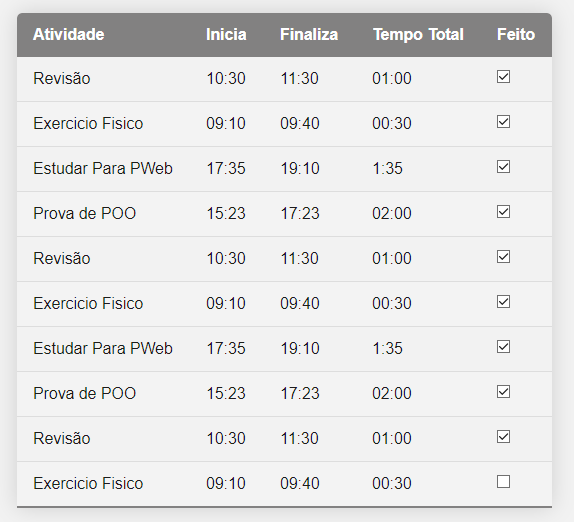 Atividade Inicia Finaliza Tempo Total Feito
Revisão 10:30 11:30 01:00
Exercicio Fisico 09:10 09:40 00:30
Estudar Para PWeb 17:35 19:10 1:35
Prova de POO 15:23 17:23 02:00
Revisão 10:30 11:30 01:00
Exercicio Fisico 09:10 09:40 00:30
Estudar Para PWeb 17:35 19:10 1:35
Prova de POO 15:23 17:23 02:00
Revisão 10:30 11:30 01:00
Exercicio Fisico 09:10 09:40 00:30